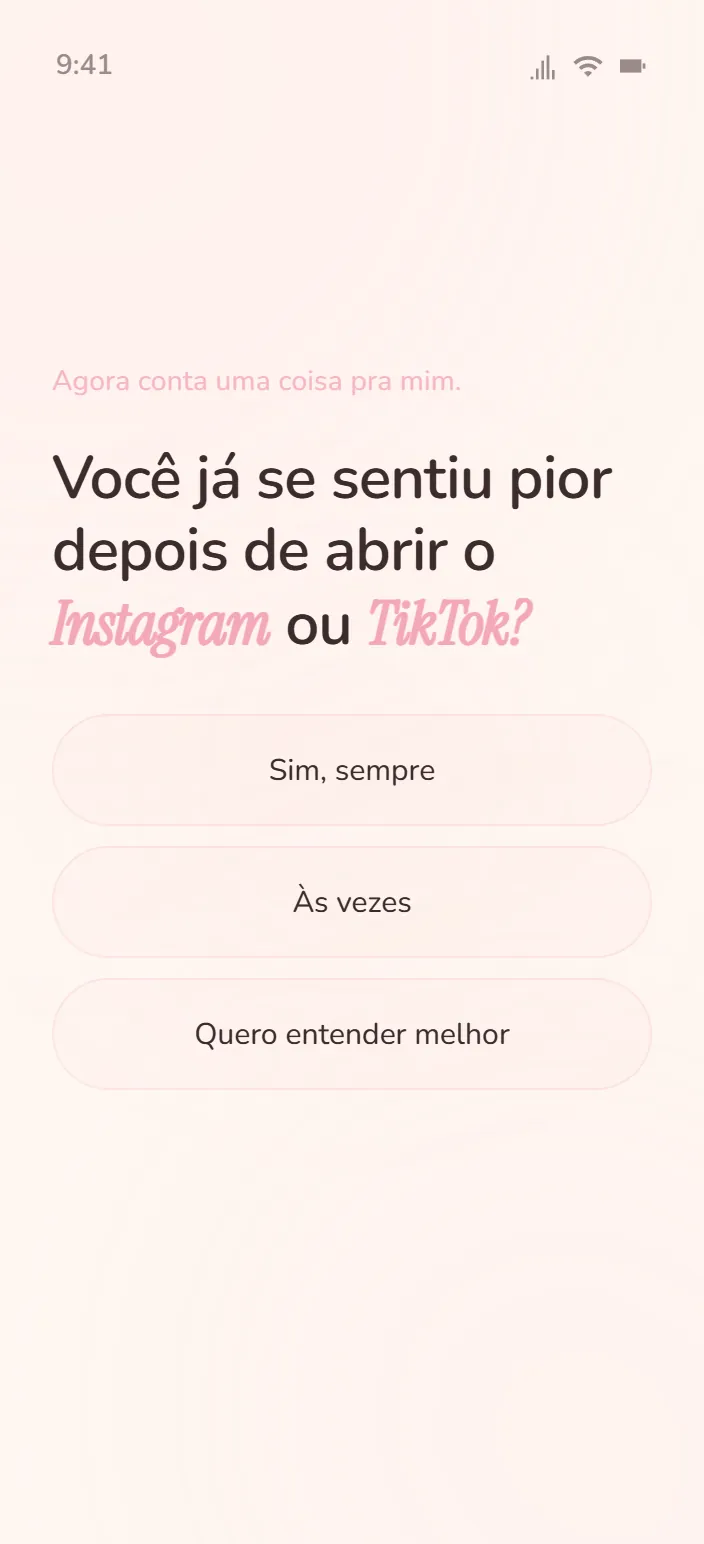 9:41
Agora conta uma coisa pra mim.
Você já se sentiu pior
depois de abrir o
Instagram ou TikTok?
Sim, sempre
Às vezes
Quero entender melhor